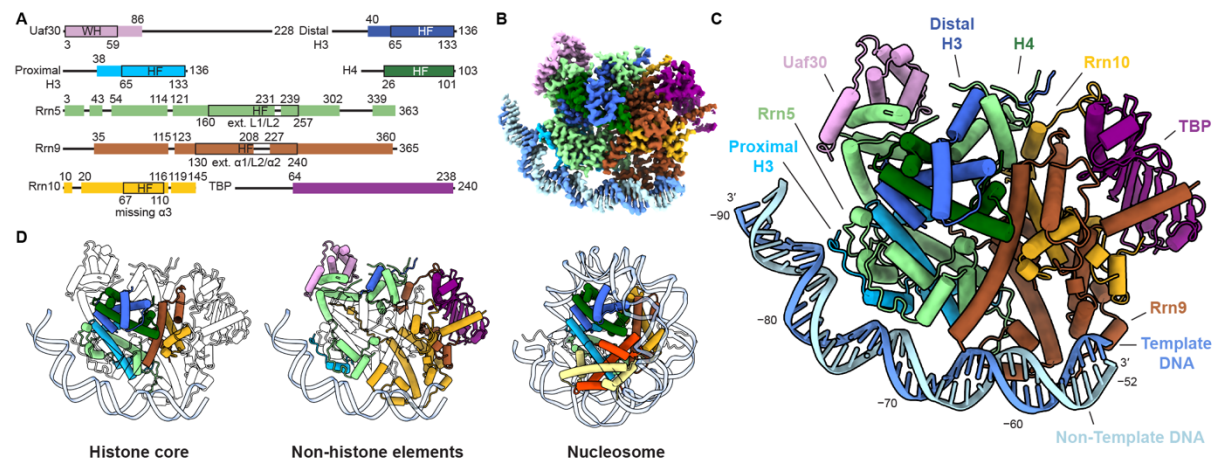 A
Uaf30
WH
86
228
3
59
Distal
H3
40
HF
136
65
133
Proximal
H3
38
HF
136
65
133
H4
HF
103
26
101
Rrn5
3
43
54
114
121
HF
231
239
302
339
363
160
ext. L1/L2
257
Rrn9
35
115
123
HF
208
227
360
365
130
ext. α1/L2/α2
240
Rrn10
10
20
HF
116
119
145
67
110
missing α3
TBP
64
238
240
B
C
Uaf30
Distal
H3
H4
Rrn10
Rrn5
TBP
Proximal
H3
3′
−90
−80
−70
−60
Rrn9
Template
DNA
3′
−52
Non-Template DNA
D
Histone core
Non-histone elements
Nucleosome